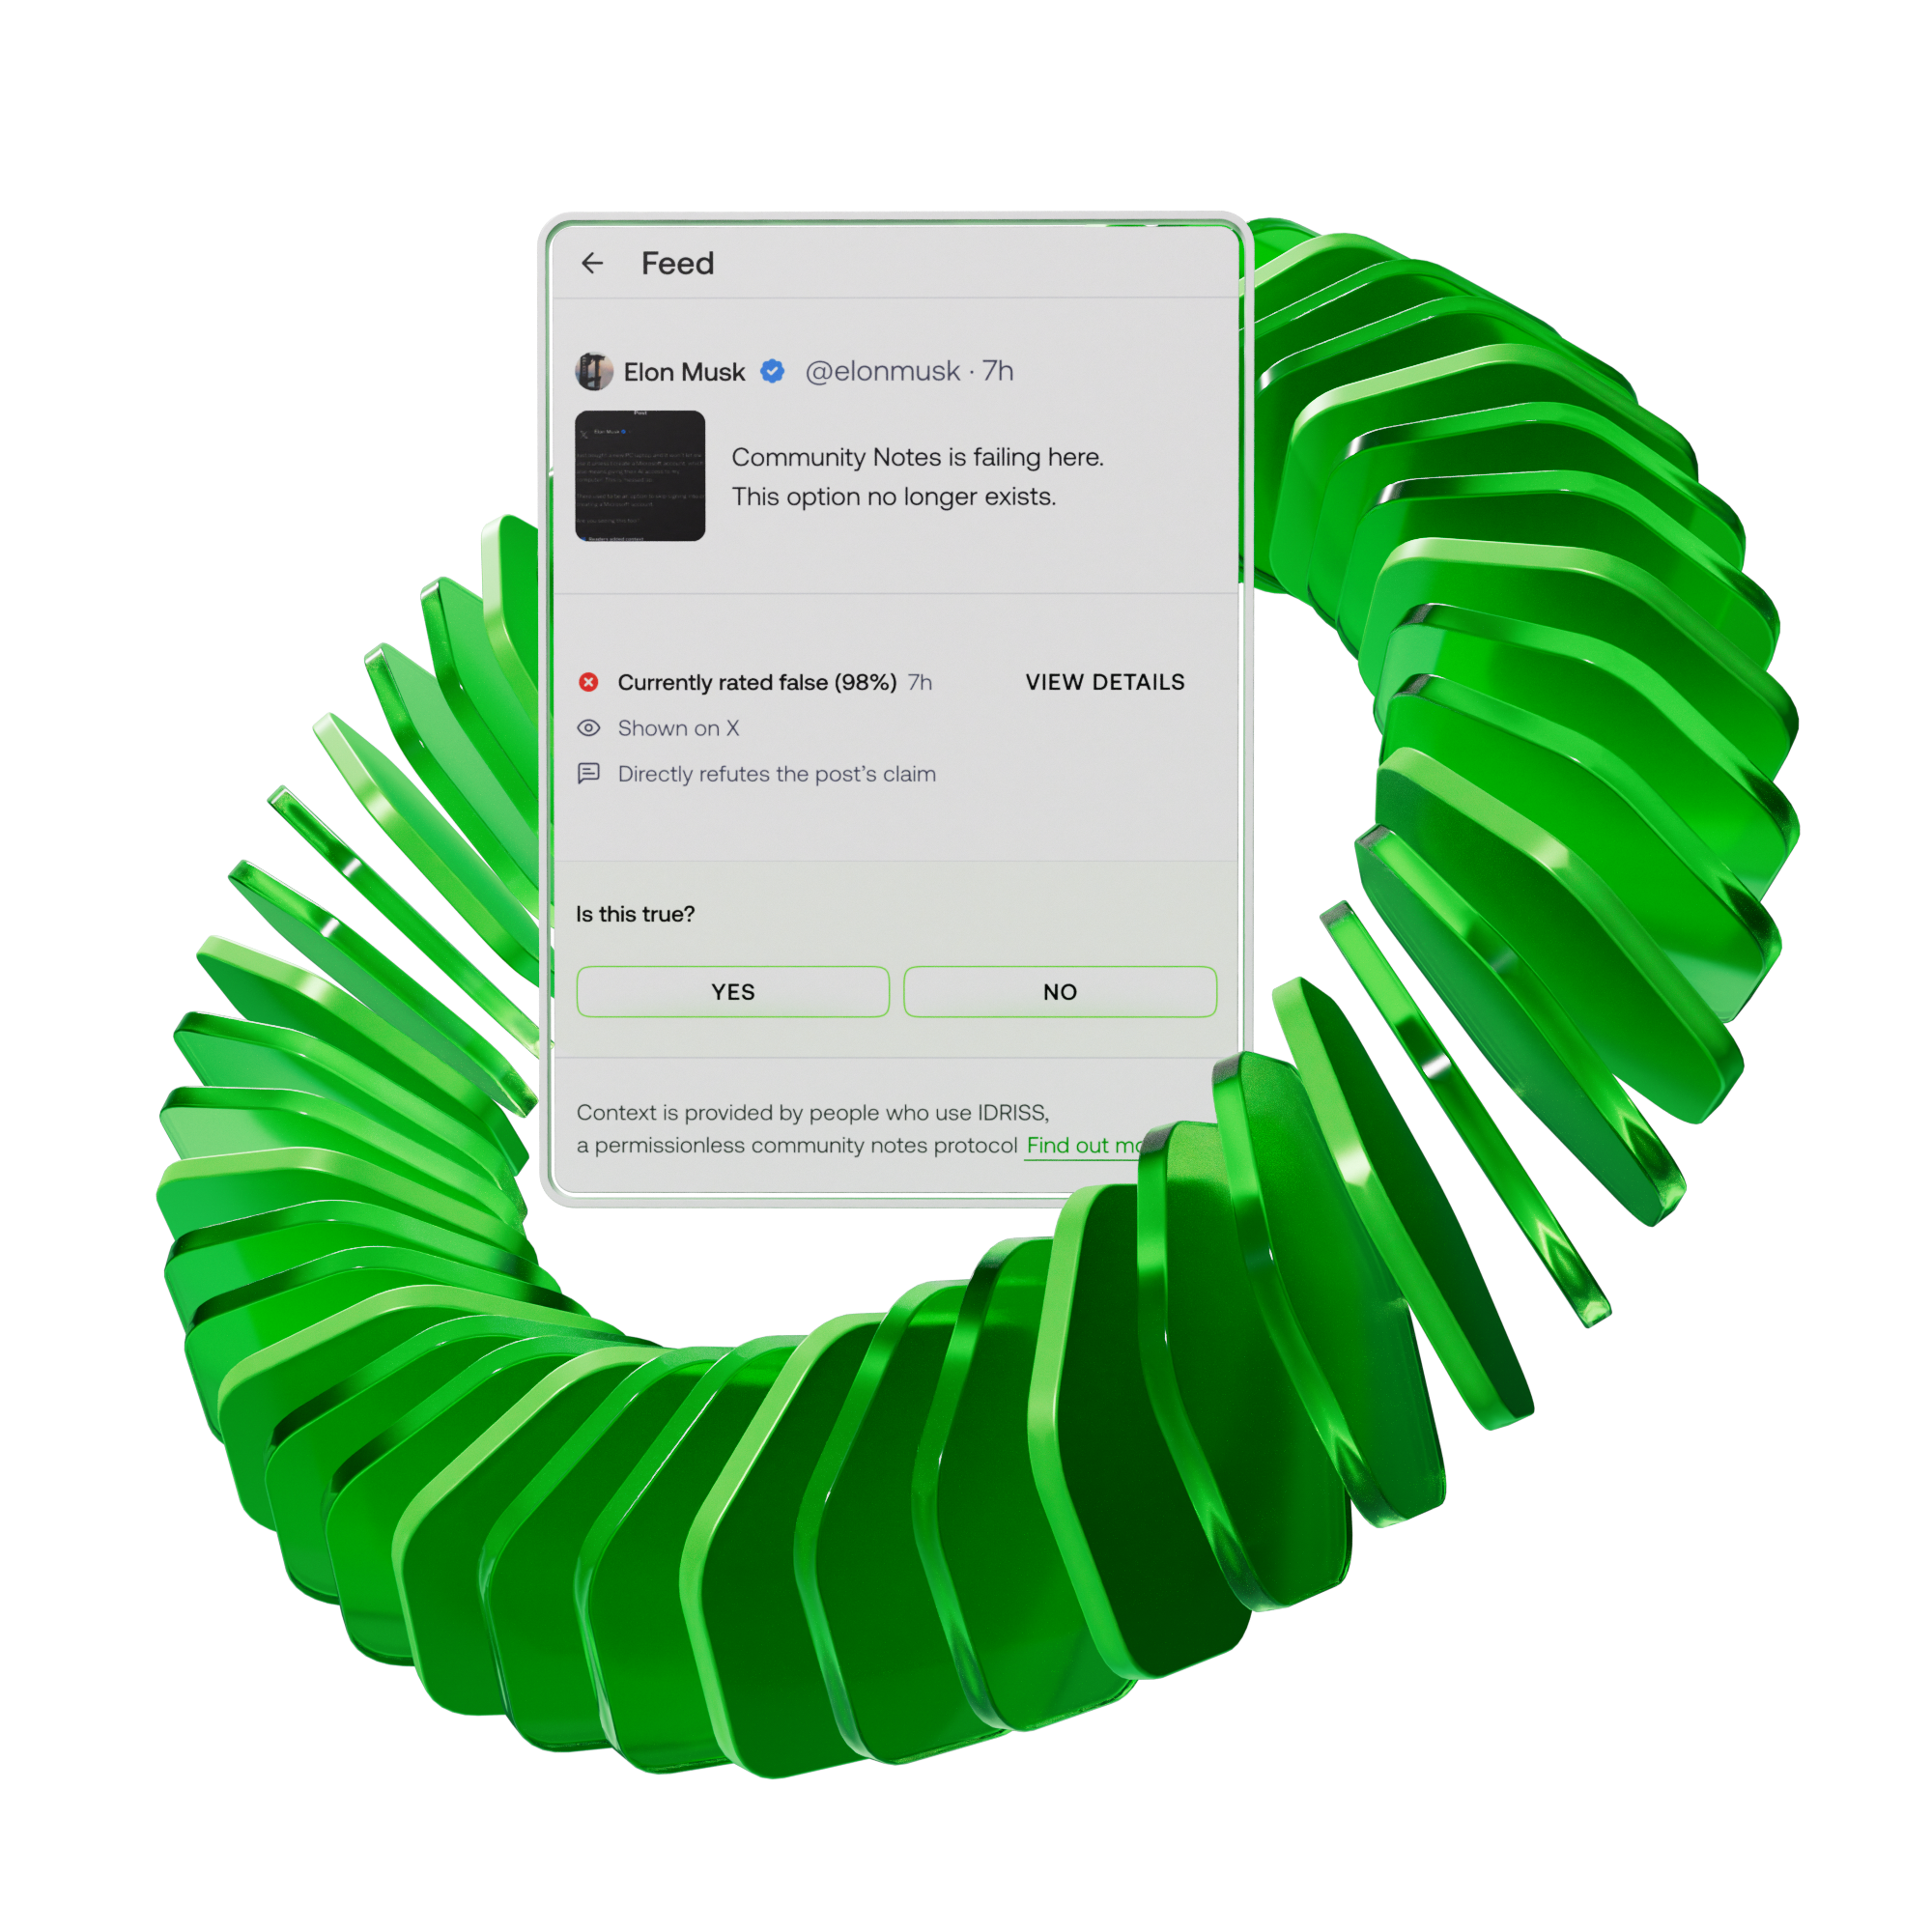 Feed
Elon Musk @elonmusk · 7h
Community Notes is failing here.
This option no longer exists.
Currently rated false (98%) 7h VIEW DETAILS
Shown on X
Directly refutes the post's claim
Is this true?
YES NO
Context is provided by people who use IDRISS,
a permissionless community notes protocol Find out